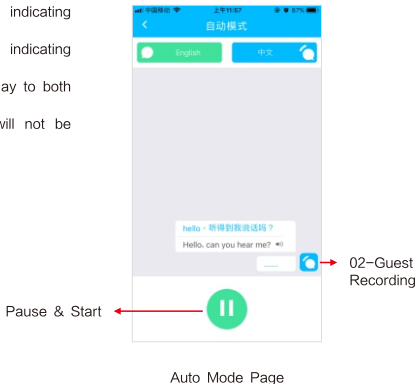 indicating
indicating
ay to both
will not be
中国移动 上午11:57 87%
自动模式
English 中文
hello，听得到我说话吗？
Hello, can you hear me?
......
02-Guest
Recording
Pause & Start
Auto Mode Page